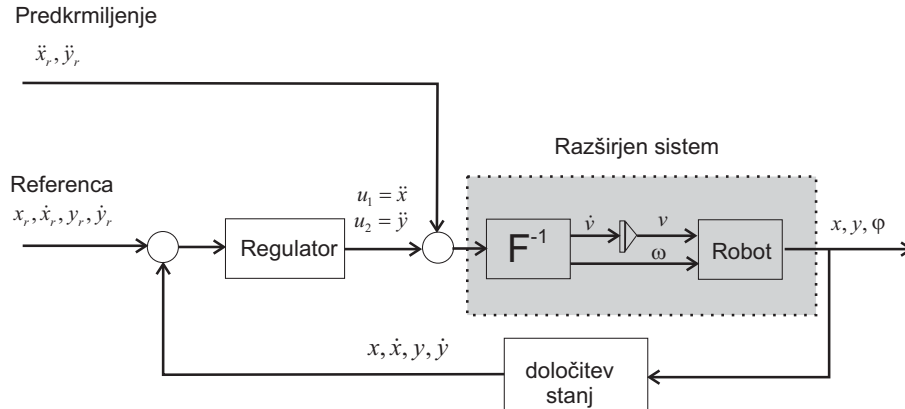 Predkrmiljenje
ẍ_r, ÿ_r
Razširjen sistem
Referenca
x_r, ẋ_r, y_r, ẏ_r
u_1 = ẍ
u_2 = ÿ
Regulator
F^-1
v̇
v
ω
Robot
x, y, φ
x, ẋ, y, ẏ
določitev
stanj